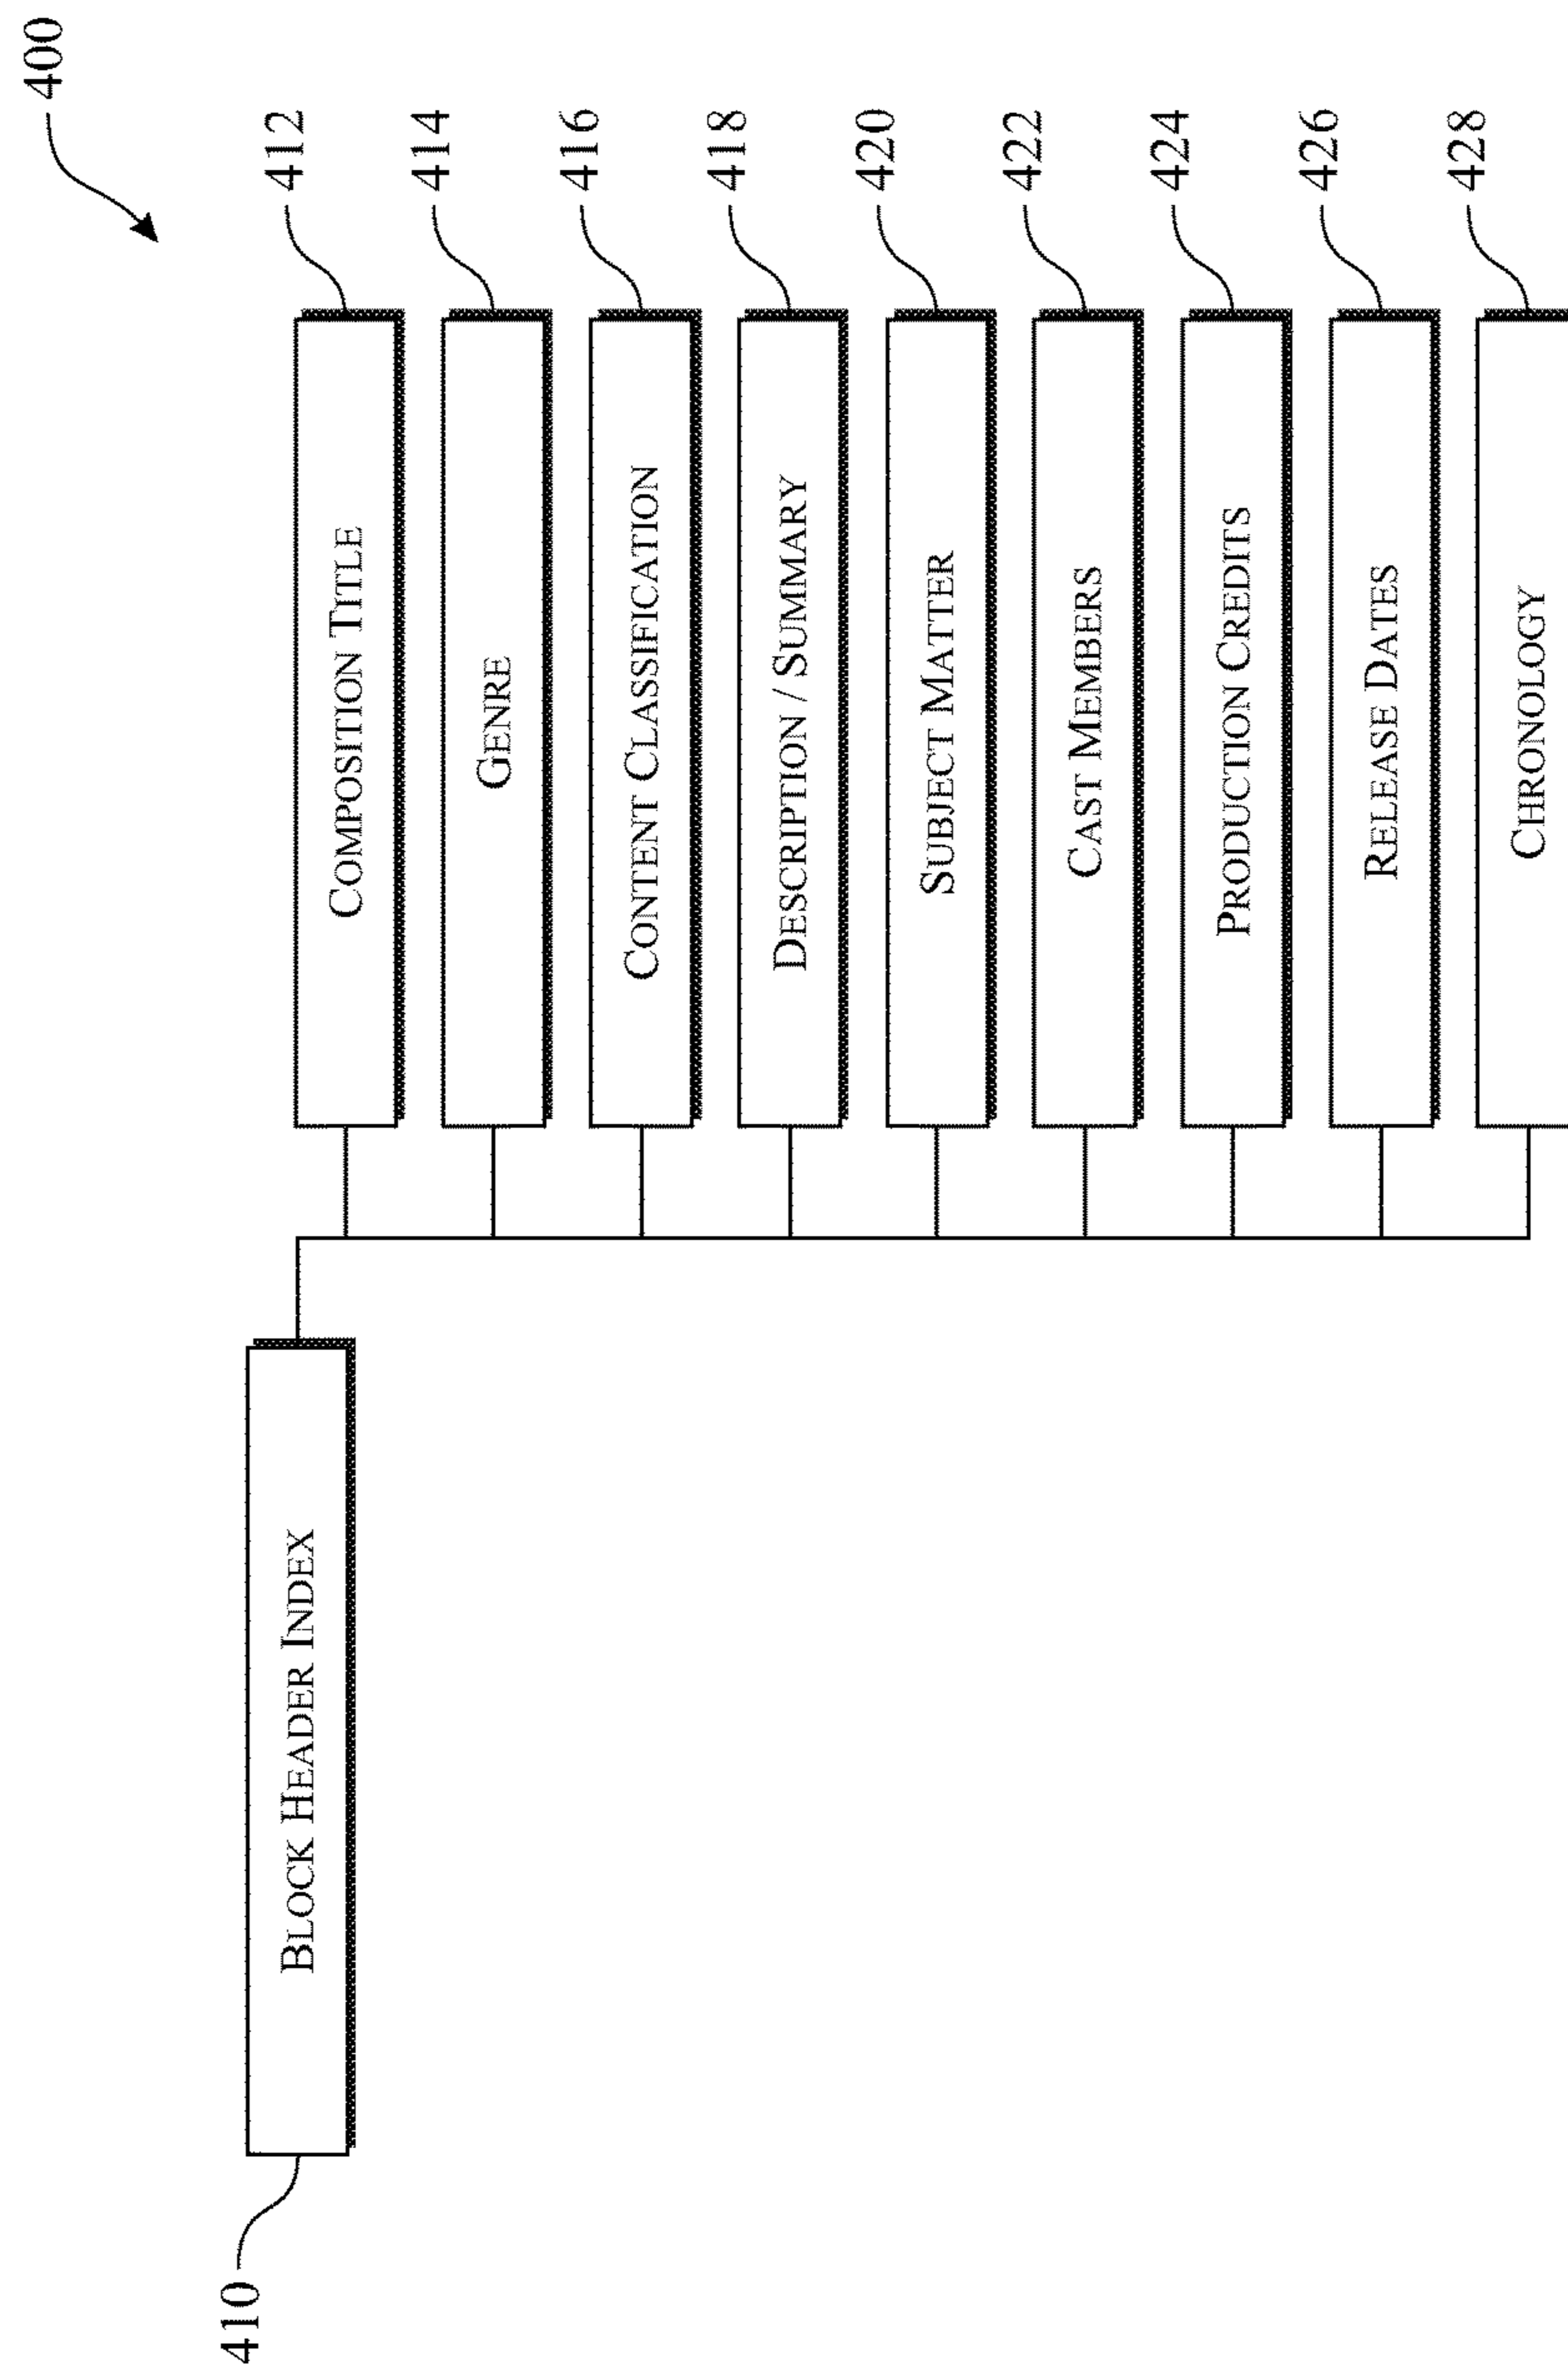 400
410
BLOCK HEADER INDEX
COMPOSITION TITLE
412
GENRE
414
CONTENT CLASSIFICATION
416
DESCRIPTION / SUMMARY
418
SUBJECT MATTER
420
CAST MEMBERS
422
PRODUCTION CREDITS
424
RELEASE DATES
426
CHRONOLOGY
428